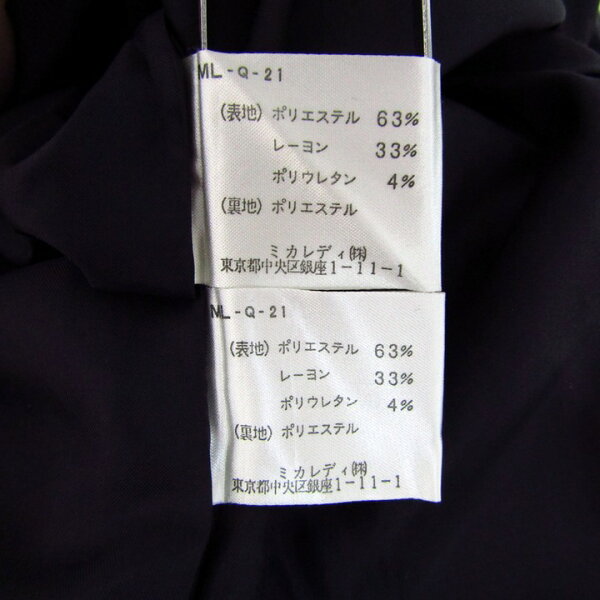 ML-Q-21
(表地) ポリエステル 63%
レーヨン 33%
ポリウレタン 4%
(裏地) ポリエステル
ミカレディ㈱
東京都中央区銀座1-11-1
ML-Q-21
(表地) ポリエステル 63%
レーヨン 33%
ポリウレタン 4%
(裏地) ポリエステル
ミカレディ㈱
東京都中央区銀座1-11-1